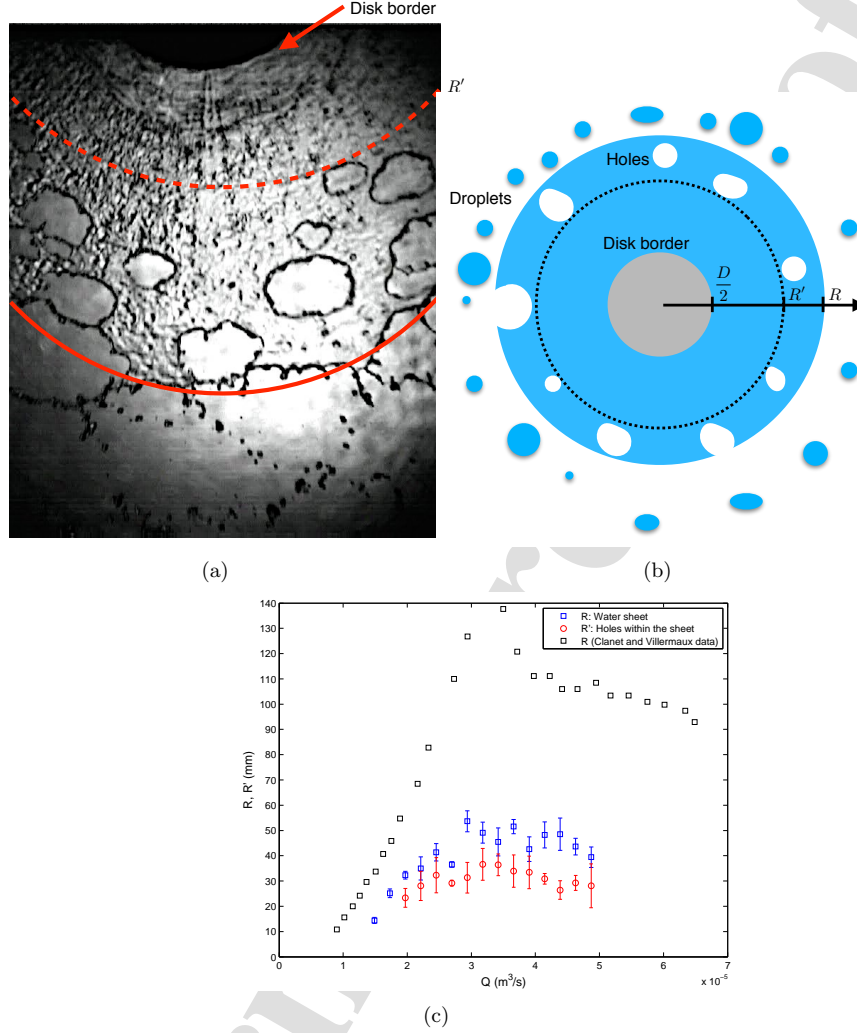 Disk border
R′
Holes
Droplets
Disk border
D
2
R′
R
(a)
(b)
140
130
120
110
100
90
80
70
60
50
40
30
20
10
0
R, R' (mm)
R: Water sheet
R': Holes within the sheet
R (Clanet and Villermaux data)
0
1
2
3
4
5
6
7
x 10⁻⁵
Q (m³/s)
(c)